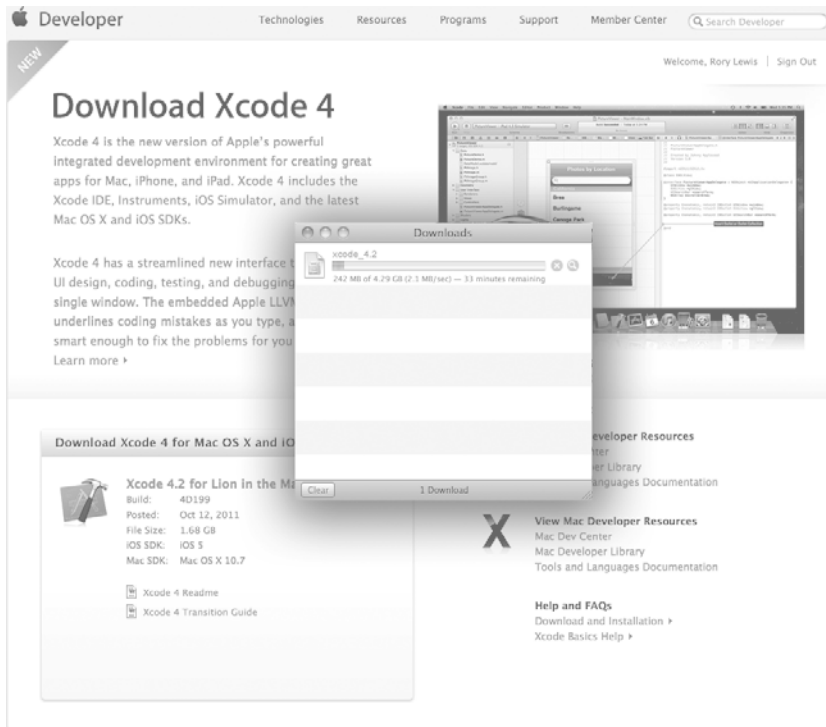 Developer
Technologies
Resources
Programs
Support
Member Center
Search Developer
NEW
Welcome, Rory Lewis | Sign Out
Download Xcode 4
Xcode 4 is the new version of Apple's powerful
integrated development environment for creating great
apps for Mac, iPhone, and iPad. Xcode 4 includes the
Xcode IDE, Instruments, iOS Simulator, and the latest
Mac OS X and iOS SDKs.
Xcode 4 has a streamlined new interface
UI design, coding, testing, and debugging
single window. The embedded Apple
underlines coding mistakes as you type,
smart enough to fix the problems for you
Learn more
Photos by Location
Bree
Burlingame
Downloads
xcode_4.2
242 MB of 4.29 GB (2.1 MB/sec) — 33 minutes remaining
Clear
1 Download
Download Xcode 4 for Mac OS X and
Xcode 4.2 for Lion in the
Build: 4D199
Posted: Oct 12, 2011
File Size: 1.68 GB
iOS SDK: iOS 5
Mac SDK: Mac OS X 10.7
Xcode 4 Readme
Xcode 4 Transition Guide
Resources
Library
Documentation
View Mac Developer Resources
Mac Dev Center
Mac Developer Library
Tools and Languages Documentation
Help and FAQs
Download and Installation
Xcode Basics Help